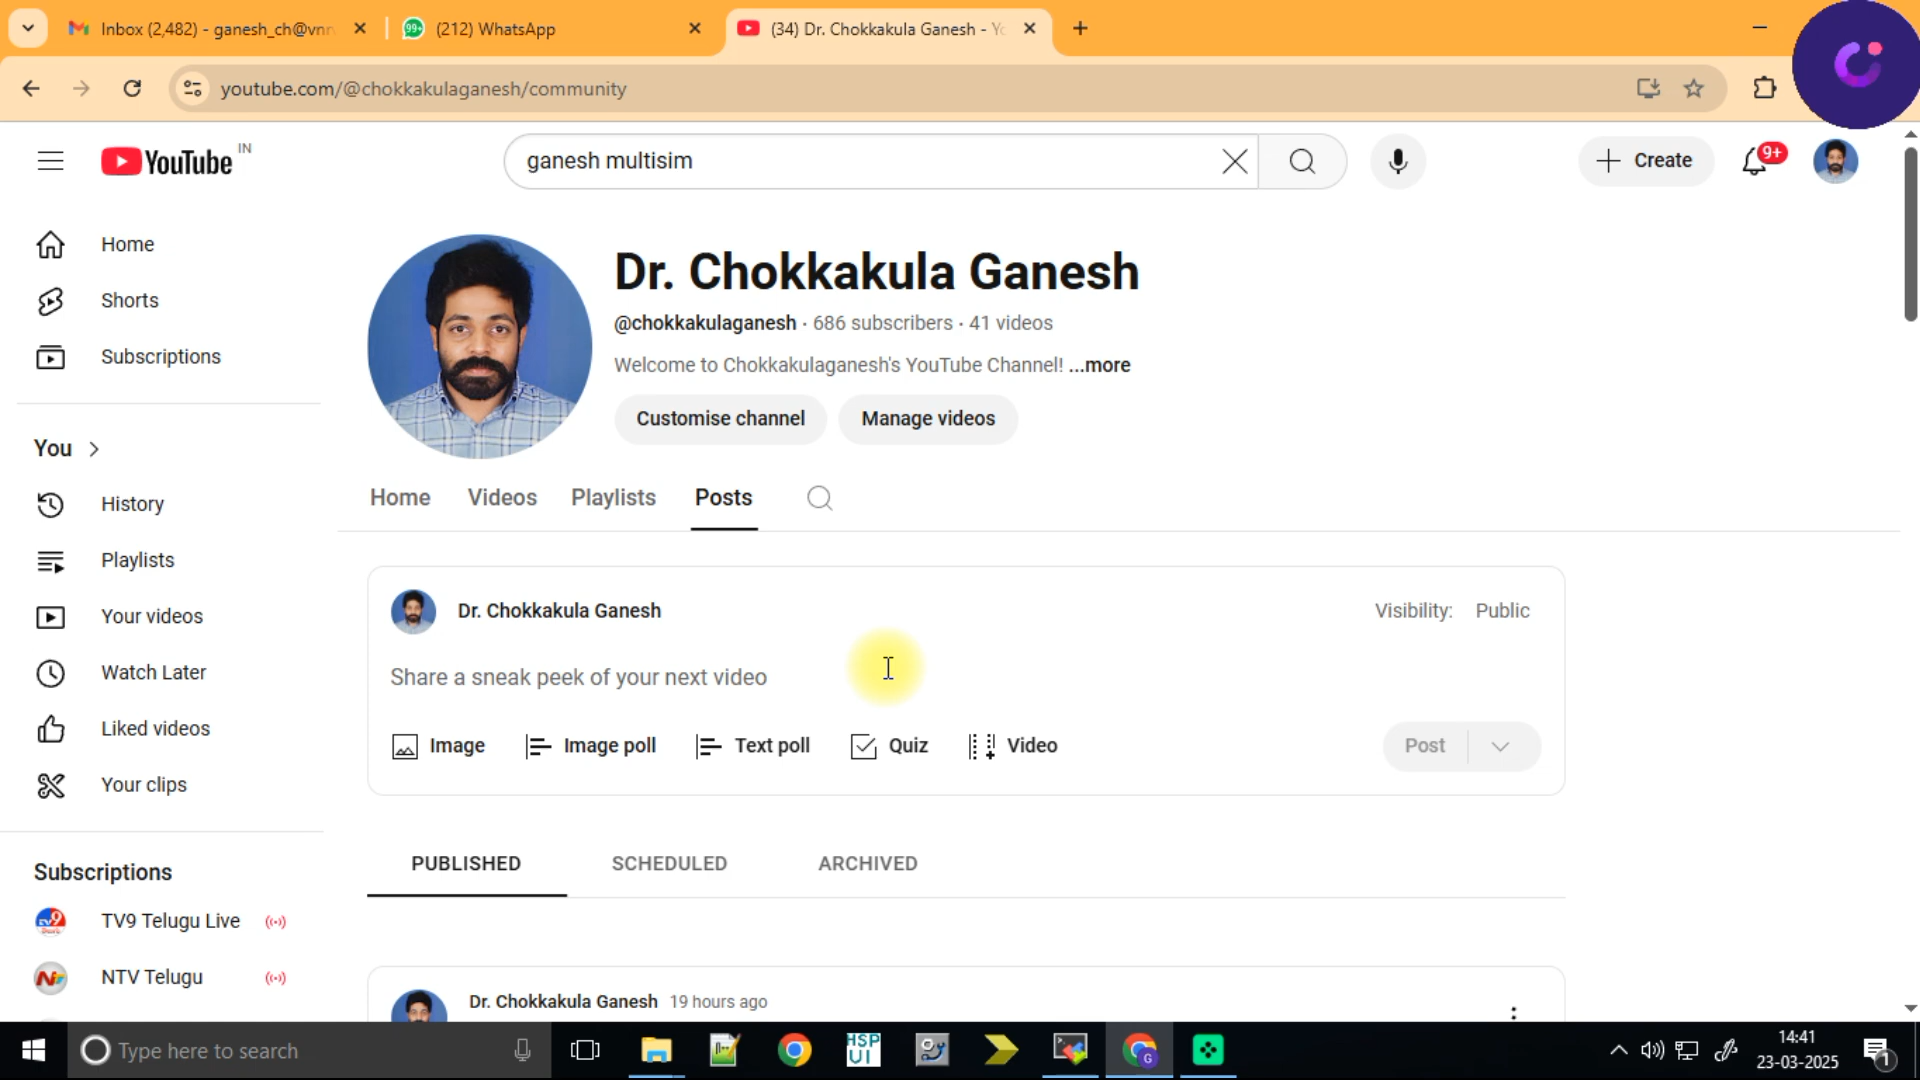 Inbox (2,482) - ganesh_ch@vnr
99+
(212) WhatsApp
(34) Dr. Chokkakula Ganesh - Yo
youtube.com/@chokkakulaganesh/community
YouTube IN
ganesh multisim
Create
9+
Home
Shorts
Subscriptions
You
History
Playlists
Your videos
Watch Later
Liked videos
Your clips
Subscriptions
TV9 Telugu Live
NTV Telugu
Dr. Chokkakula Ganesh
@chokkakulaganesh · 686 subscribers · 41 videos
Welcome to Chokkakulaganesh's YouTube Channel! ...more
Customise channel
Manage videos
Home
Videos
Playlists
Posts
Dr. Chokkakula Ganesh
Visibility: Public
Share a sneak peek of your next video
Image
Image poll
Text poll
Quiz
Video
Post
PUBLISHED
SCHEDULED
ARCHIVED
Dr. Chokkakula Ganesh 19 hours ago
Type here to search
HSP
UI
G
14:41
23-03-2025
1